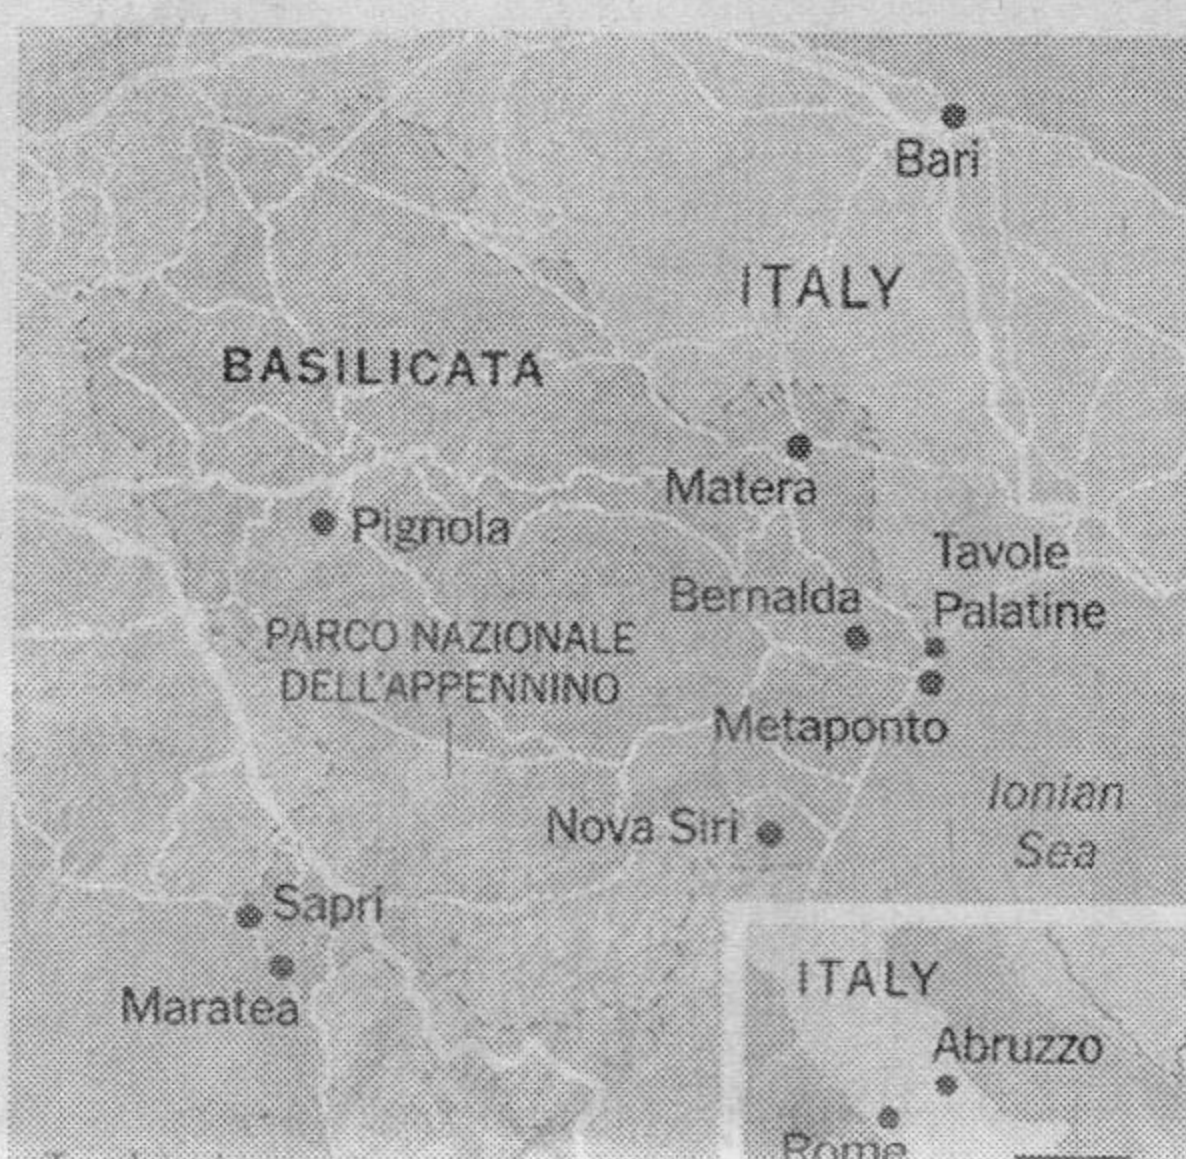 Bari
ITALY
BASILICATA
Matera
Pignola
Tavole
Palatine
Bernalda
PARCO NAZIONALE
DELL'APPENNINO
Metaponto
Ionian
Sea
Nova Siri
Sapri
Maratea
ITALY
Abruzzo
Rome